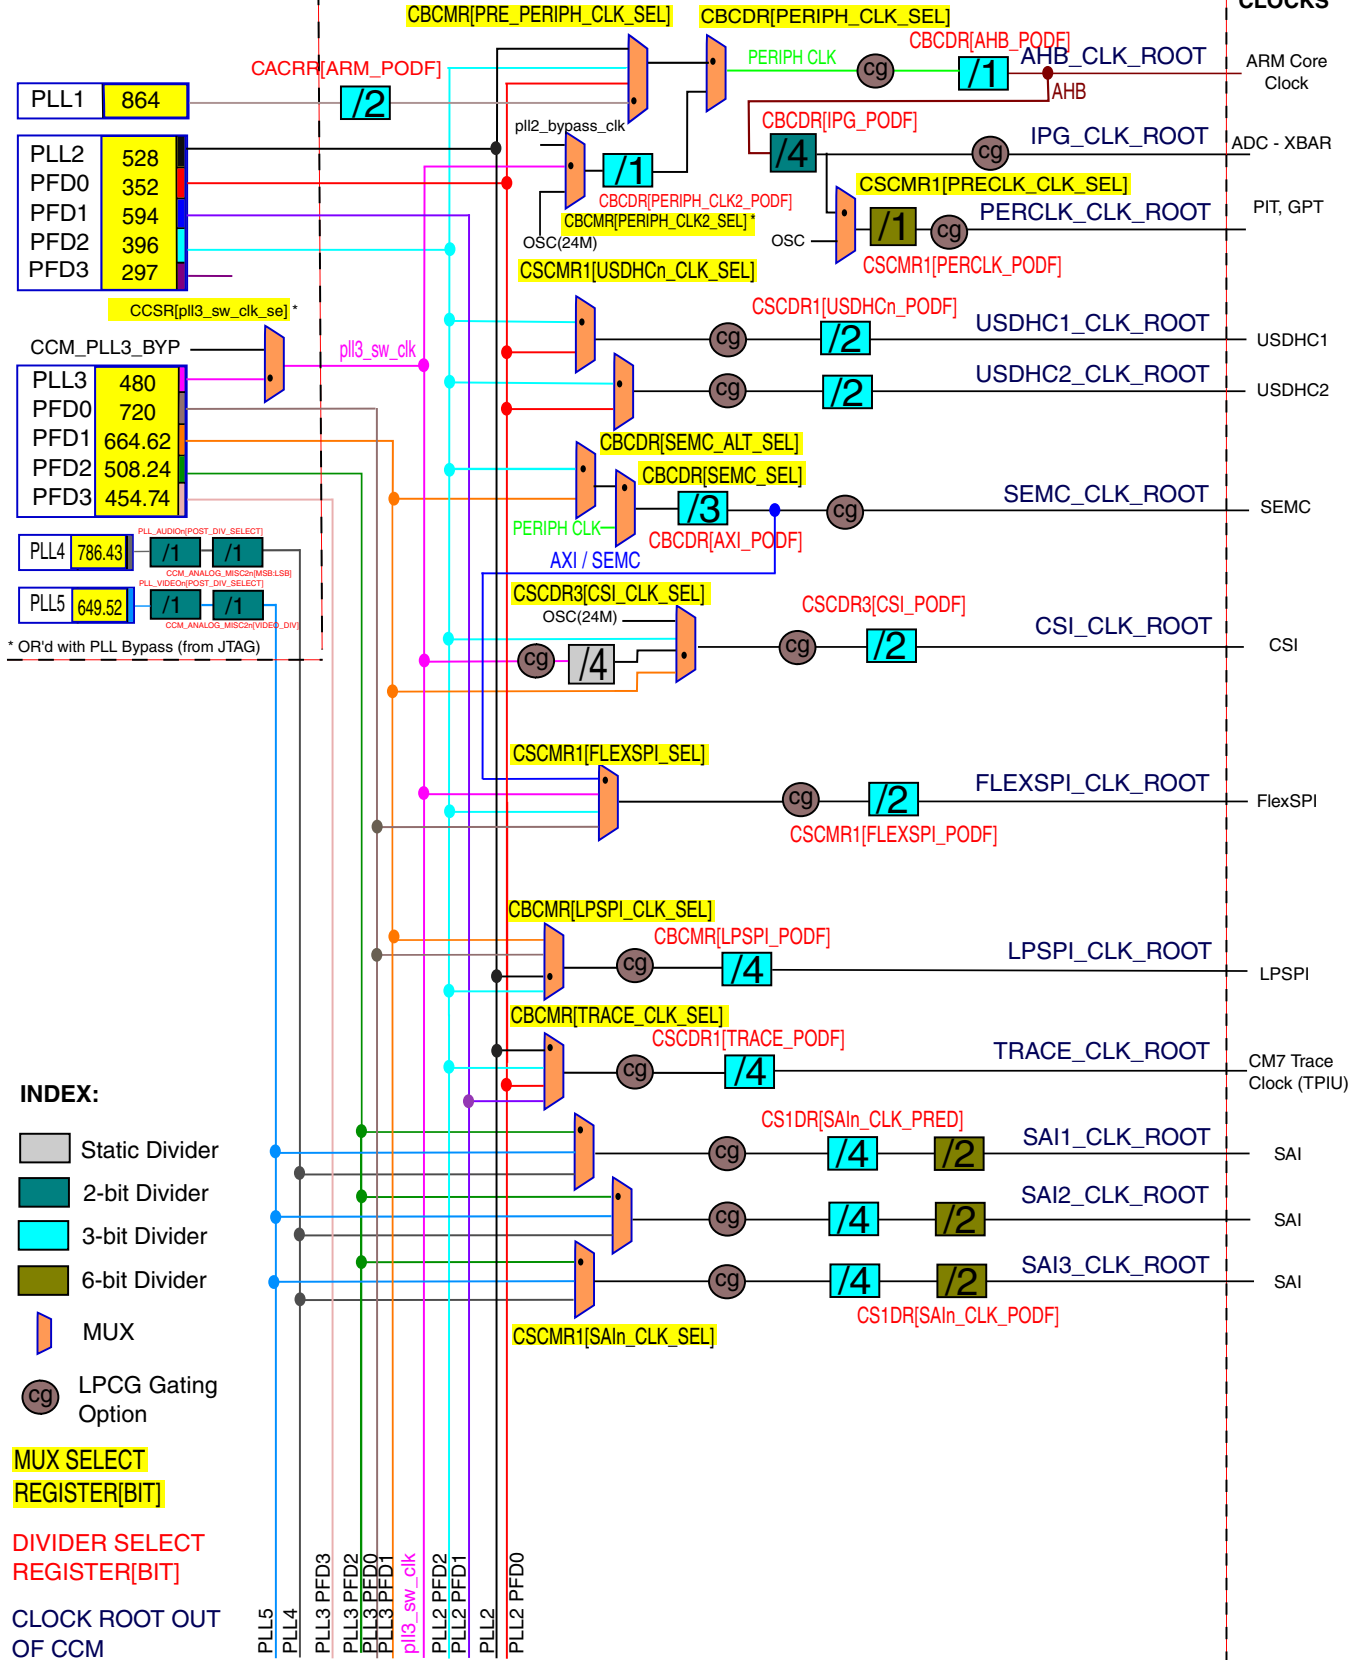 CLOCKS
CBCMR[PRE_PERIPH_CLK_SEL]
CBCDR[PERIPH_CLK_SEL]
CBCDR[AHB_PODF]
PERIPH CLK
cg
/1
AHB_CLK_ROOT
ARM Core
Clock
CACRR[ARM_PODF]
PLL1 864
/2
AHB
pll2_bypass_clk
CBCDR[IPG_PODF]
/4
cg
IPG_CLK_ROOT
ADC - XBAR
PLL2 528
PFD0 352
PFD1 594
PFD2 396
PFD3 297
/1
CBCDR[PERIPH_CLK2_PODF]
CBCMR[PERIPH_CLK2_SEL] *
OSC(24M)
CSCMR1[PRECLK_CLK_SEL]
OSC
/1
cg
PERCLK_CLK_ROOT
PIT, GPT
CSCMR1[PERCLK_PODF]
CSCMR1[USDHCn_CLK_SEL]
CCSR[pll3_sw_clk_se] *
CSCDR1[USDHCn_PODF]
CCM_PLL3_BYP
pll3_sw_clk
cg
/2
USDHC1_CLK_ROOT
USDHC1
cg
/2
USDHC2_CLK_ROOT
USDHC2
PLL3 480
PFD0 720
PFD1 664.62
PFD2 508.24
PFD3 454.74
CBCDR[SEMC_ALT_SEL]
CBCDR[SEMC_SEL]
PERIPH CLK
/3
CBCDR[AXI_PODF]
cg
SEMC_CLK_ROOT
SEMC
AXI / SEMC
PLL_AUDIOn[POST_DIV_SELECT]
PLL4 786.43 /1 /1
CCM_ANALOG_MISC2n[MSB:LSB]
PLL_VIDEOn[POST_DIV_SELECT]
PLL5 649.52 /1 /1
CCM_ANALOG_MISC2n[VIDEO_DIV]
* OR'd with PLL Bypass (from JTAG)
CSCDR3[CSI_CLK_SEL]
OSC(24M)
cg
/4
CSCDR3[CSI_PODF]
cg
/2
CSI_CLK_ROOT
CSI
CSCMR1[FLEXSPI_SEL]
cg
/2
FLEXSPI_CLK_ROOT
FlexSPI
CSCMR1[FLEXSPI_PODF]
CBCMR[LPSPI_CLK_SEL]
CBCMR[LPSPI_PODF]
cg
/4
LPSPI_CLK_ROOT
LPSPI
CBCMR[TRACE_CLK_SEL]
CSCDR1[TRACE_PODF]
cg
/4
TRACE_CLK_ROOT
CM7 Trace
Clock (TPIU)
CS1DR[SAIn_CLK_PRED]
cg
/4
/2
SAI1_CLK_ROOT
SAI
cg
/4
/2
SAI2_CLK_ROOT
SAI
cg
/4
/2
SAI3_CLK_ROOT
SAI
CS1DR[SAIn_CLK_PODF]
CSCMR1[SAIn_CLK_SEL]
INDEX:
Static Divider
2-bit Divider
3-bit Divider
6-bit Divider
MUX
cg
LPCG Gating
Option
MUX SELECT
REGISTER[BIT]
DIVIDER SELECT
REGISTER[BIT]
CLOCK ROOT OUT
OF CCM
PLL5
PLL4
PLL3 PFD3
PLL3 PFD2
PLL3 PFD0
PLL3 PFD1
pll3_sw_clk
PLL2 PFD2
PLL2 PFD1
PLL2
PLL2 PFD0